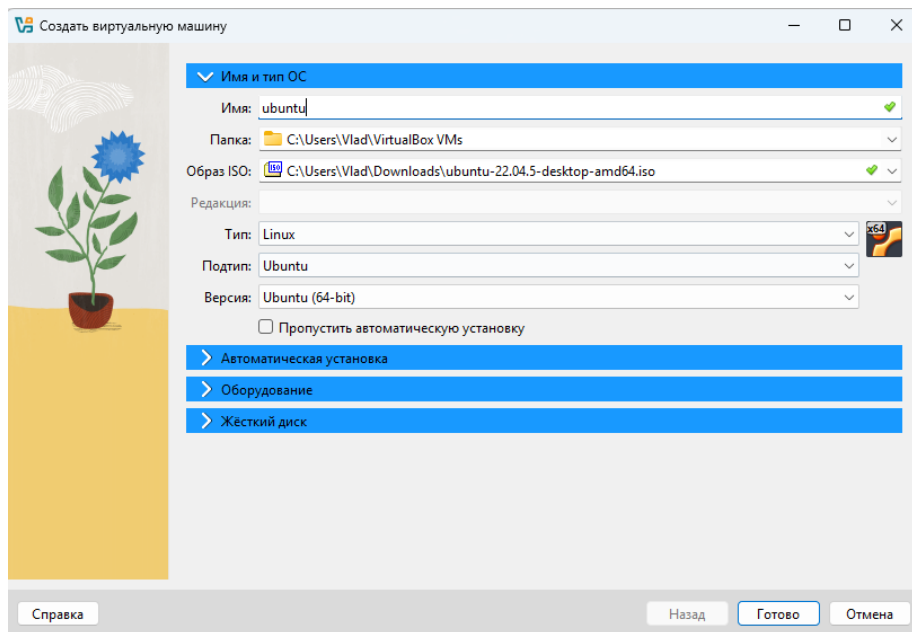 Создать виртуальную машину
Имя и тип ОС
Имя: ubuntu
Папка: C:\Users\Vlad\VirtualBox VMs
Образ ISO: ISO C:\Users\Vlad\Downloads\ubuntu-22.04.5-desktop-amd64.iso
Редакция:
Тип: Linux x64
Подтип: Ubuntu
Версия: Ubuntu (64-bit)
Пропустить автоматическую установку
Автоматическая установка
Оборудование
Жёсткий диск
Справка Назад Готово Отмена